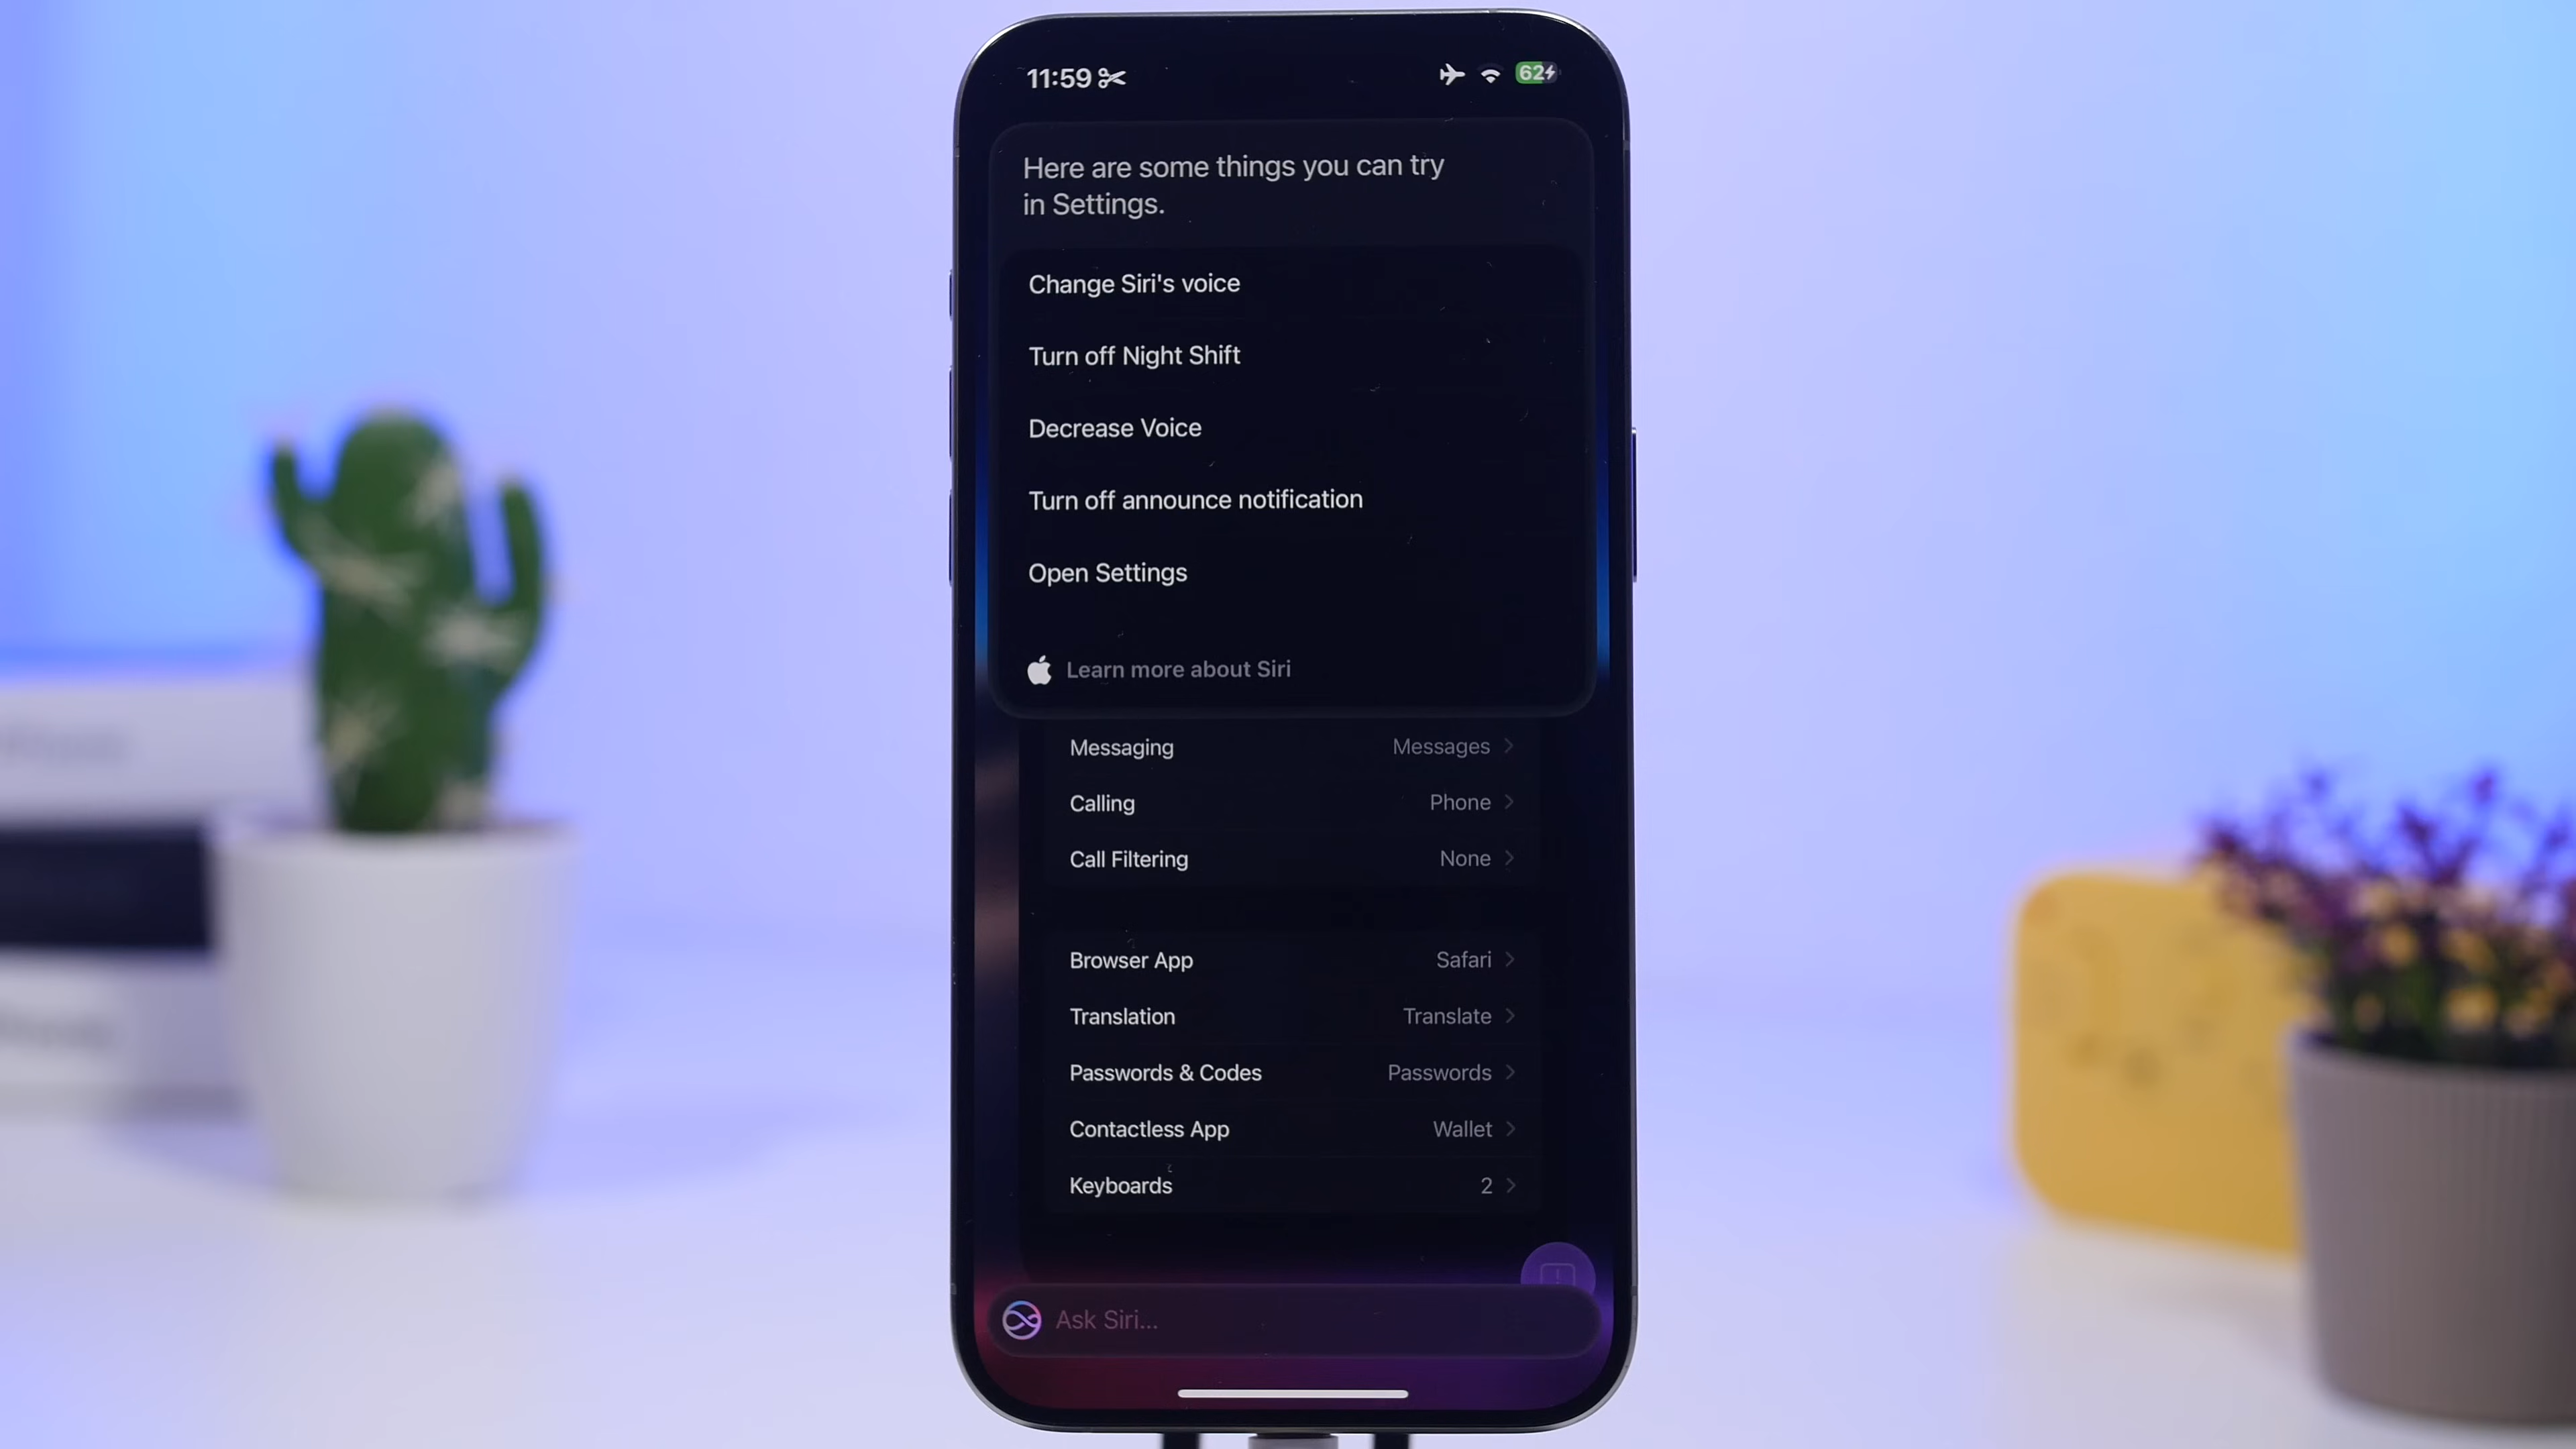 11:59
62
Here are some things you can try
in Settings.
Change Siri's voice
Turn off Night Shift
Decrease Voice
Turn off announce notification
Open Settings
Learn more about Siri
Messaging Messages
Calling Phone
Call Filtering None
Browser App Safari
Translation Translate
Passwords & Codes Passwords
Contactless App Wallet
Keyboards 2
Ask Siri...